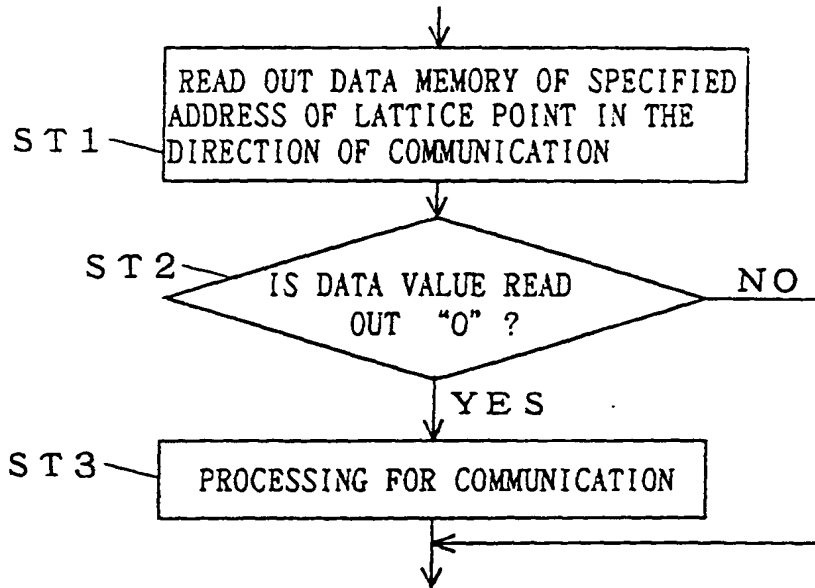 READ OUT DATA MEMORY OF SPECIFIED
ADDRESS OF LATTICE POINT IN THE
DIRECTION OF COMMUNICATION
ST1
ST2
IS DATA VALUE READ
OUT "0" ?
NO
YES
ST3
PROCESSING FOR COMMUNICATION